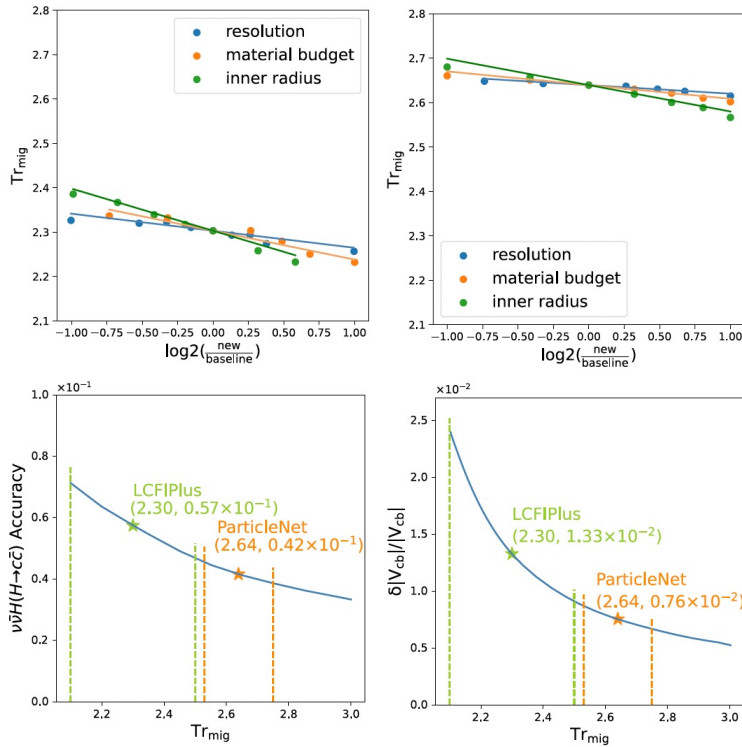 2.8
2.7
2.6
2.5
2.4
2.3
2.2
2.1
Tr_mig
resolution
material budget
inner radius
−1.00 −0.75 −0.50 −0.25 0.00 0.25 0.50 0.75 1.00
log2(new/baseline)
2.8
2.7
2.6
2.5
2.4
2.3
2.2
2.1
Tr_mig
resolution
material budget
inner radius
−1.00 −0.75 −0.50 −0.25 0.00 0.25 0.50 0.75 1.00
log2(new/baseline)
×10⁻¹
1.0
0.8
0.6
0.4
0.2
0.0
νν̄H(H→cc̄) Accuracy
LCFIPlus
(2.30, 0.57×10⁻¹)
ParticleNet
(2.64, 0.42×10⁻¹)
2.2 2.4 2.6 2.8 3.0
Tr_mig
×10⁻²
2.5
2.0
1.5
1.0
0.5
0.0
δ|V_cb|/|V_cb|
LCFIPlus
(2.30, 1.33×10⁻²)
ParticleNet
(2.64, 0.76×10⁻²)
2.2 2.4 2.6 2.8 3.0
Tr_mig